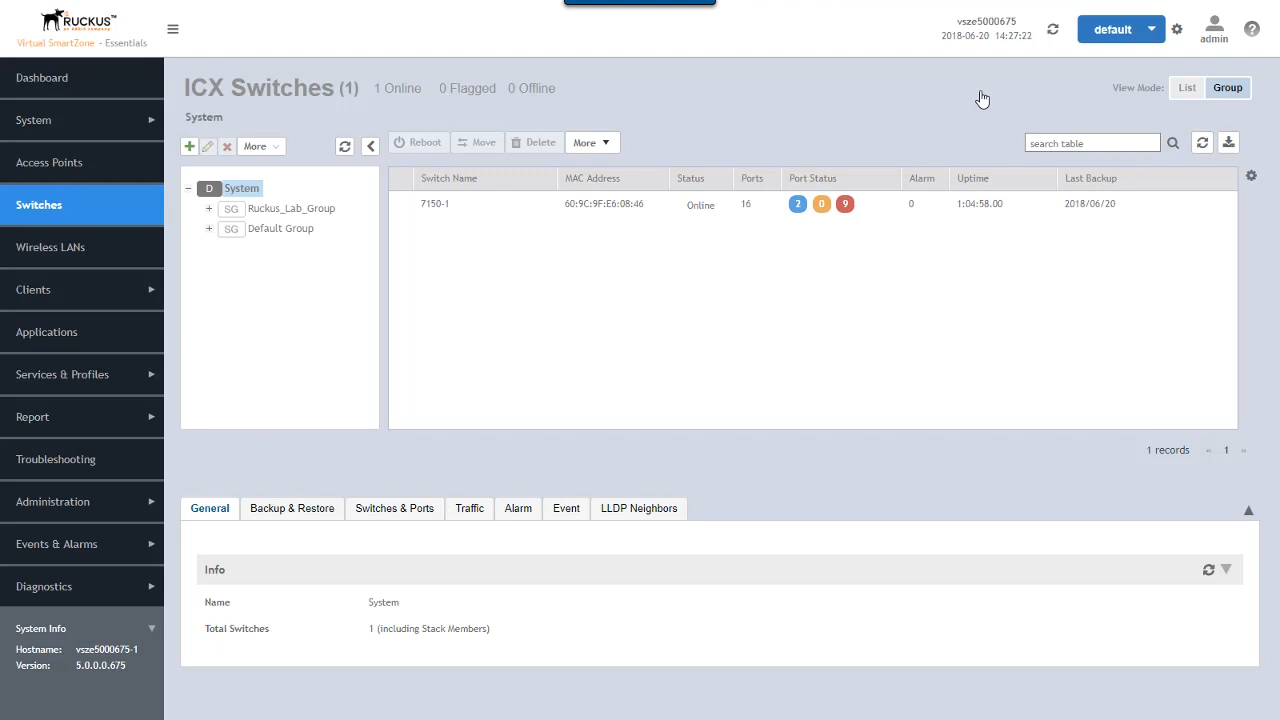 RUCKUS™
an ARRIS company
Virtual SmartZone - Essentials
vsze5000675
2018-06-20 14:27:22
default
admin
Dashboard
System
Access Points
Switches
Wireless LANs
Clients
Applications
Services & Profiles
Report
Troubleshooting
Administration
Events & Alarms
Diagnostics
System Info
Hostname: vsze5000675-1
Version: 5.0.0.0.675
ICX Switches (1) 1 Online 0 Flagged 0 Offline
View Mode: List Group
System
More
Reboot Move Delete More
search table
D System
SG Ruckus_Lab_Group
SG Default Group
Switch Name MAC Address Status Ports Port Status Alarm Uptime Last Backup
7150-1 60:9C:9F:E6:08:46 Online 16 2 0 9 0 1:04:58.00 2018/06/20
1 records « 1 »
General Backup & Restore Switches & Ports Traffic Alarm Event LLDP Neighbors
Info
Name System
Total Switches 1 (including Stack Members)